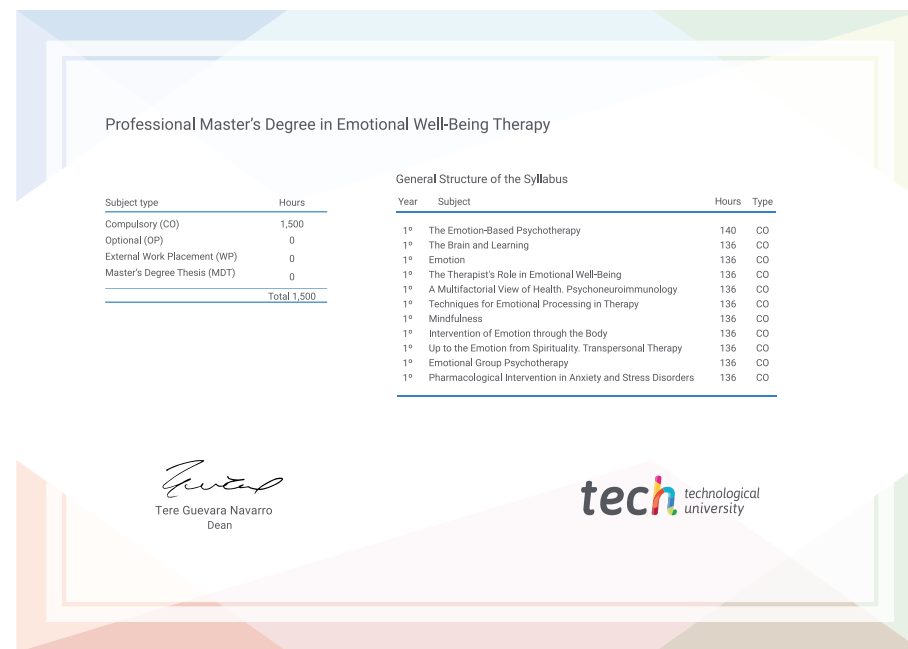 Professional Master's Degree in Emotional Well-Being Therapy
Subject type Hours
Compulsory (CO) 1,500
Optional (OP) 0
External Work Placement (WP) 0
Master's Degree Thesis (MDT) 0
Total 1,500
General Structure of the Syllabus
Year Subject Hours Type
1º The Emotion-Based Psychotherapy 140 CO
1º The Brain and Learning 136 CO
1º Emotion 136 CO
1º The Therapist's Role in Emotional Well-Being 136 CO
1º A Multifactorial View of Health. Psychoneuroimmunology 136 CO
1º Techniques for Emotional Processing in Therapy 136 CO
1º Mindfulness 136 CO
1º Intervention of Emotion through the Body 136 CO
1º Up to the Emotion from Spirituality. Transpersonal Therapy 136 CO
1º Emotional Group Psychotherapy 136 CO
1º Pharmacological Intervention in Anxiety and Stress Disorders 136 CO
Tere Guevara Navarro
Dean
tech technological
university